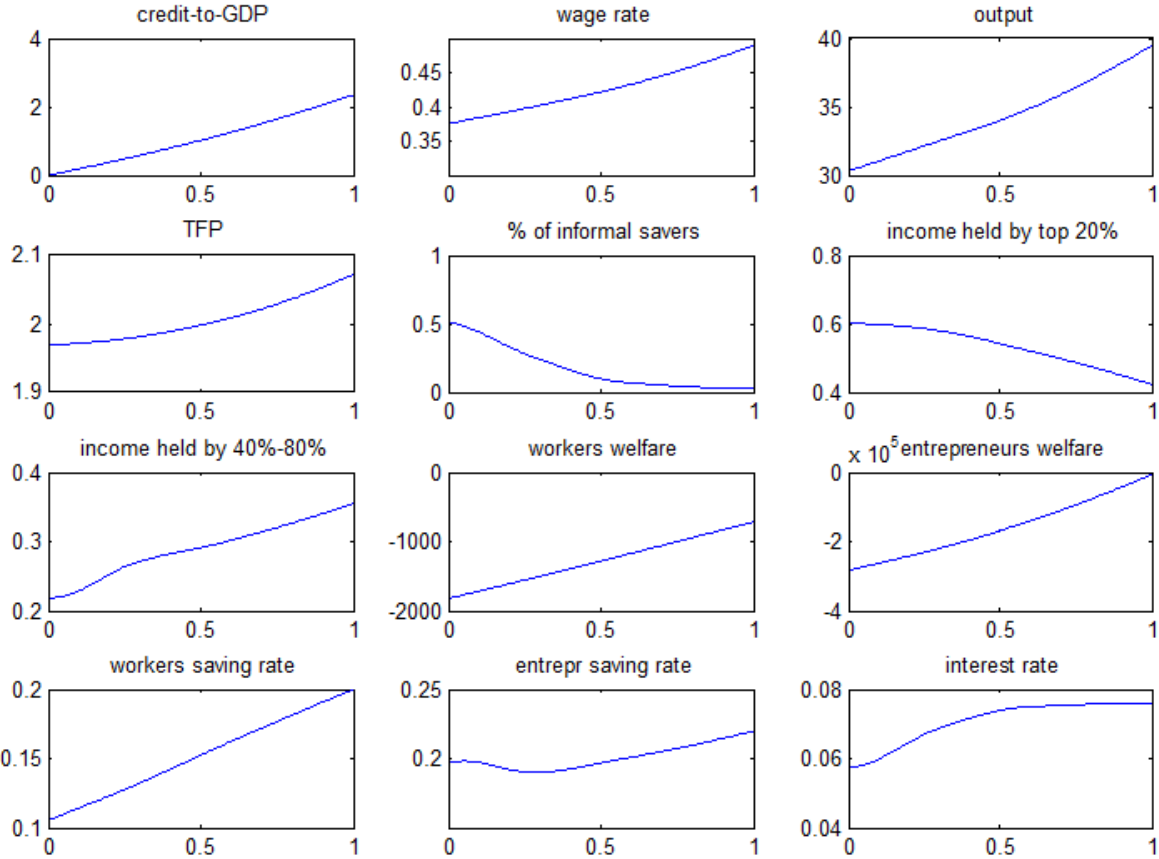 credit-to-GDP
4
2
0
0 0.5 1
wage rate
0.45
0.4
0.35
0 0.5 1
output
40
35
30
0 0.5 1
TFP
2.1
2
1.9
0 0.5 1
% of informal savers
1
0.5
0
0 0.5 1
income held by top 20%
0.8
0.6
0.4
0 0.5 1
income held by 40%-80%
0.4
0.3
0.2
0 0.5 1
workers welfare
0
-1000
-2000
0 0.5 1
x 10^5 entrepreneurs welfare
0
-2
-4
0 0.5 1
workers saving rate
0.2
0.15
0.1
0 0.5 1
entrepr saving rate
0.25
0.2
0 0.5 1
interest rate
0.08
0.06
0.04
0 0.5 1